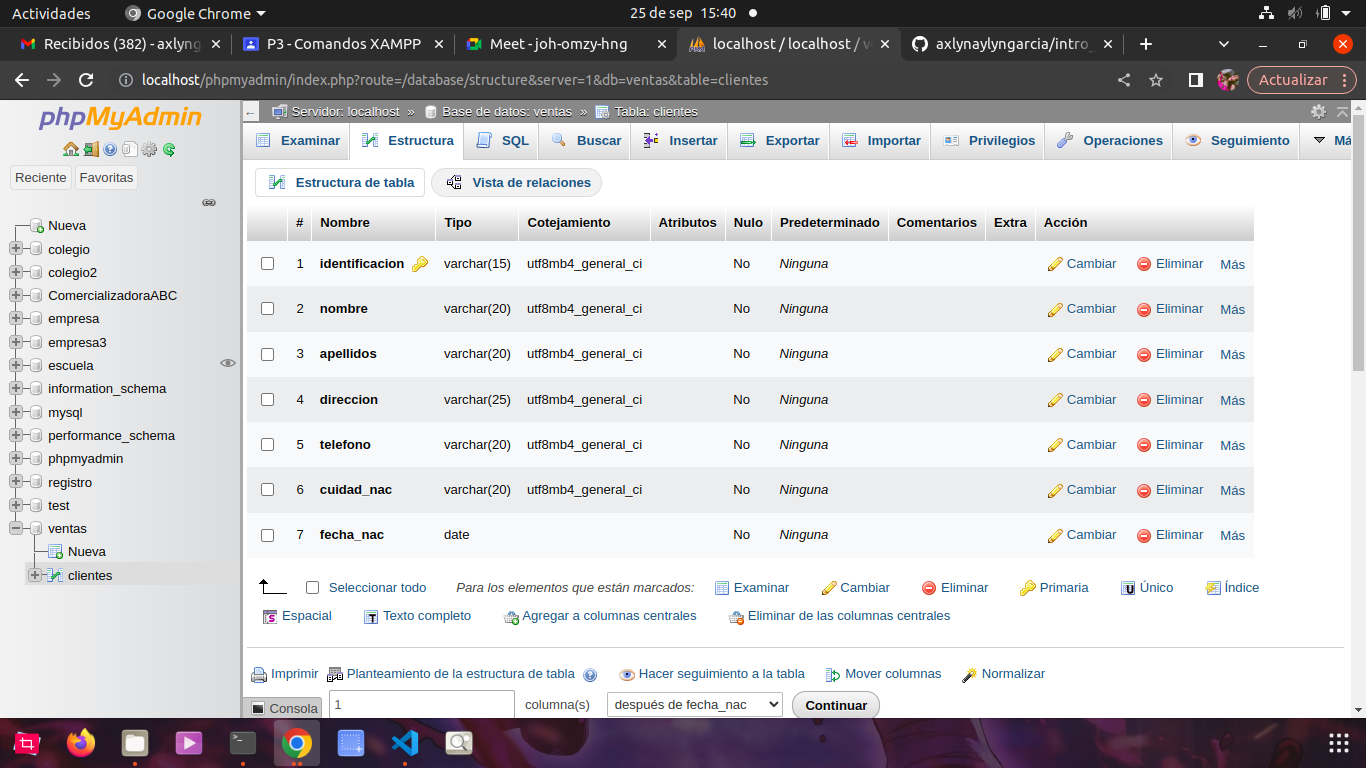 Actividades
Google Chrome
25 de sep 15:40
Recibidos (382) - axlyng
P3 - Comandos XAMPP
Meet - joh-omzy-hng
localhost / localhost / v
axlynaylyngarcia/intro_
localhost/phpmyadmin/index.php?route=/database/structure&server=1&db=ventas&table=clientes
Actualizar
phpMyAdmin
Reciente
Favoritas
Nueva
colegio
colegio2
ComercializadoraABC
empresa
empresa3
escuela
information_schema
mysql
performance_schema
phpmyadmin
registro
test
ventas
Nueva
clientes
Servidor: localhost » Base de datos: ventas » Tabla: clientes
Examinar Estructura SQL Buscar Insertar Exportar Importar Privilegios Operaciones Seguimiento Má
Estructura de tabla Vista de relaciones
# Nombre Tipo Cotejamiento Atributos Nulo Predeterminado Comentarios Extra Acción
1 identificacion varchar(15) utf8mb4_general_ci No Ninguna Cambiar Eliminar Más
2 nombre varchar(20) utf8mb4_general_ci No Ninguna Cambiar Eliminar Más
3 apellidos varchar(20) utf8mb4_general_ci No Ninguna Cambiar Eliminar Más
4 direccion varchar(25) utf8mb4_general_ci No Ninguna Cambiar Eliminar Más
5 telefono varchar(20) utf8mb4_general_ci No Ninguna Cambiar Eliminar Más
6 cuidad_nac varchar(20) utf8mb4_general_ci No Ninguna Cambiar Eliminar Más
7 fecha_nac date No Ninguna Cambiar Eliminar Más
Seleccionar todo Para los elementos que están marcados: Examinar Cambiar Eliminar Primaria Único Índice
Espacial Texto completo Agregar a columnas centrales Eliminar de las columnas centrales
Imprimir Planteamiento de la estructura de tabla Hacer seguimiento a la tabla Mover columnas Normalizar
Consola 1 columna(s) después de fecha_nac Continuar